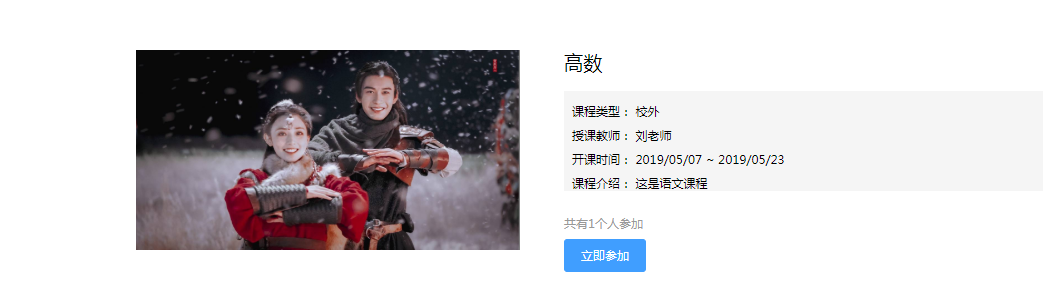 高数
课程类型： 校外
授课教师： 刘老师
开课时间： 2019/05/07 ~ 2019/05/23
课程介绍： 这是语文课程
共有1个人参加
立即参加